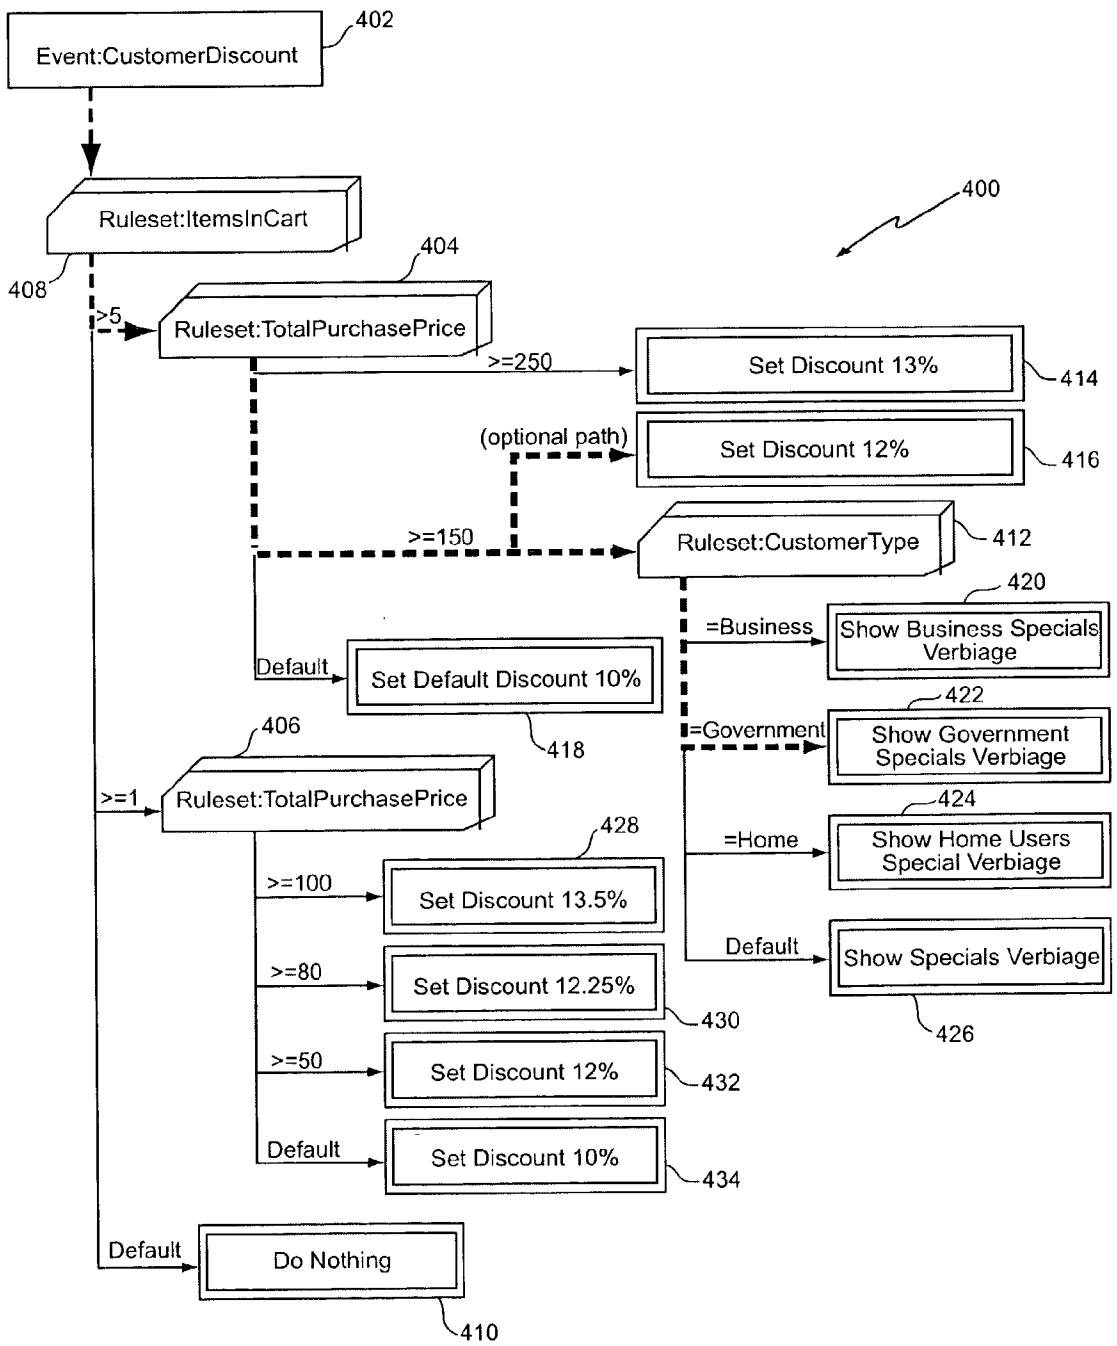 402
Event:CustomerDiscount
400
Ruleset:ItemsInCart
408
404
>5
Ruleset:TotalPurchasePrice
>=250
Set Discount 13%
414
(optional path)
Set Discount 12%
416
>=150
Ruleset:CustomerType
412
420
=Business
Show Business Specials
Verbiage
Default
Set Default Discount 10%
418
422
=Government
Show Government
Specials Verbiage
406
>=1
Ruleset:TotalPurchasePrice
424
=Home
Show Home Users
Special Verbiage
428
>=100
Set Discount 13.5%
Default
Show Specials Verbiage
426
>=80
Set Discount 12.25%
430
>=50
Set Discount 12%
432
Default
Set Discount 10%
434
Default
Do Nothing
410